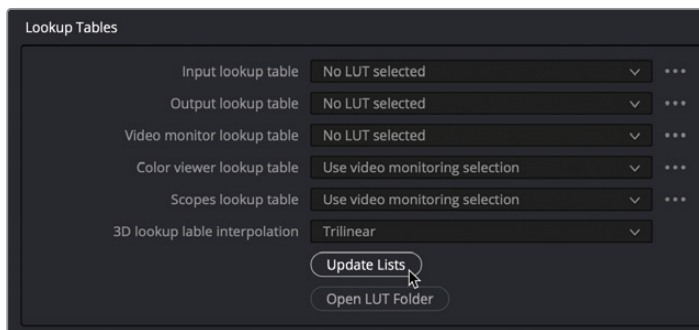 Lookup Tables
Input lookup table No LUT selected
Output lookup table No LUT selected
Video monitor lookup table No LUT selected
Color viewer lookup table Use video monitoring selection
Scopes lookup table Use video monitoring selection
3D lookup lable interpolation Trilinear
Update Lists
Open LUT Folder